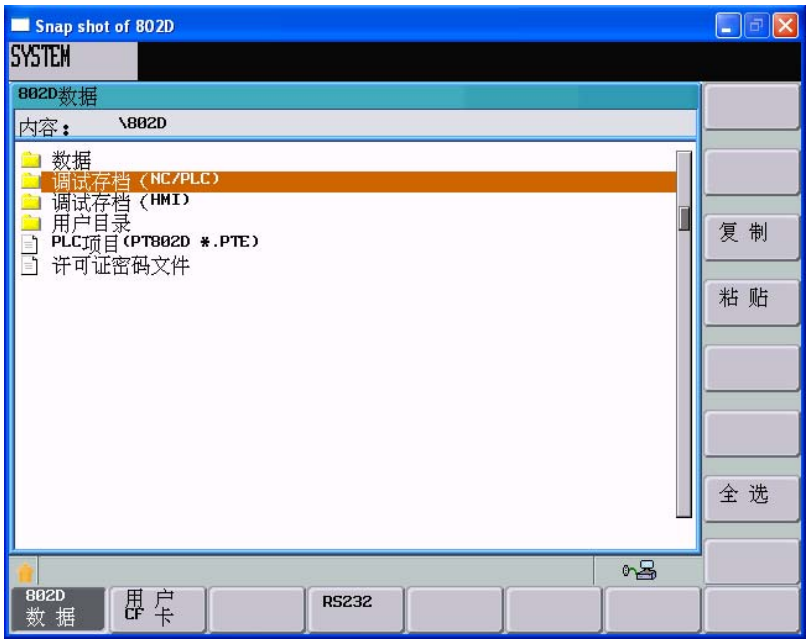 Snap shot of 802D
SYSTEM
802D数据
内容： \802D
数据
调试存档（NC/PLC）
调试存档（HMI）
用户目录
PLC项目(PT802D *.PTE)
许可证密码文件
复 制
粘 贴
全 选
802D
数 据
用 户
CF 卡
RS232